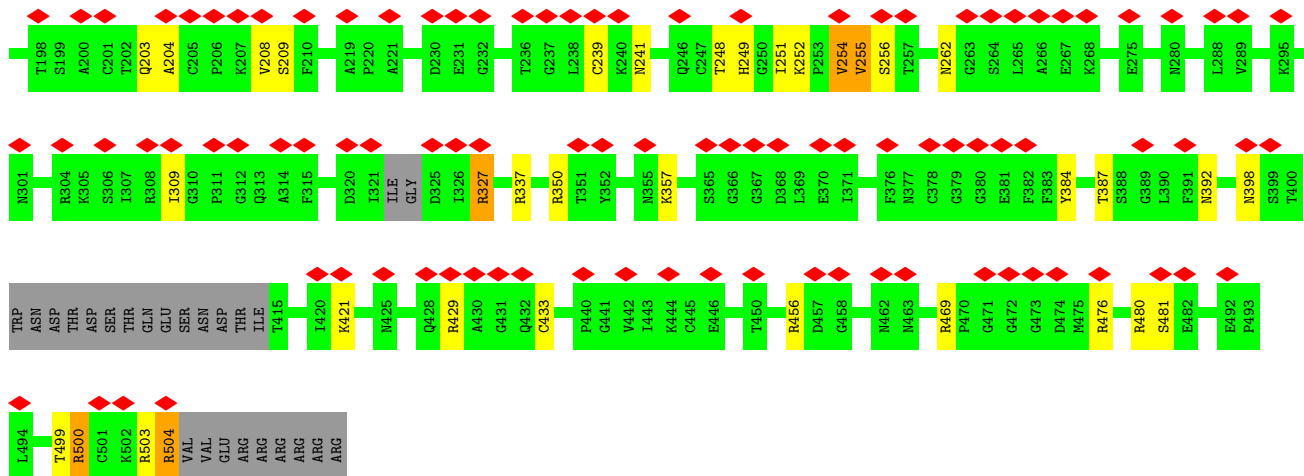 T198 S199 A200 C201 T202 Q203 A204 C205 P206 K207 V208 S209 F210 A219 P220 A221 D230 E231 G232 T236 G237 L238 C239 K240 N241 Q246 C247 T248 H249 G250 I251 K252 P253 V254 V255 S256 T257 N262 G263 S264 L265 A266 E267 K268 E275 N280 L288 V289 K295
N301 R304 K305 S306 I307 R308 I309 G310 P311 G312 Q313 A314 F315 D320 I321 ILE GLY D325 I326 R327 R337 R350 T351 Y352 N355 K357 S365 G366 G367 D368 L369 E370 I371 F376 N377 C378 G379 G380 E381 F382 F383 Y384 T387 S388 G389 L390 F391 N392 N398 S399 T400
TRP ASN ASP THR ASP SER THR GLN GLU SER ASN ASP THR ILE T415 I420 K421 N425 Q428 R429 A430 G431 Q432 C433 P440 G441 V442 I443 K444 C445 E446 T450 R456 D457 G458 N462 N463 R469 P470 G471 G472 G473 D474 M475 R476 R480 S481 E482 E492 P493
L494 T499 R500 C501 K502 R503 R504 VAL VAL GLU ARG ARG ARG ARG ARG ARG